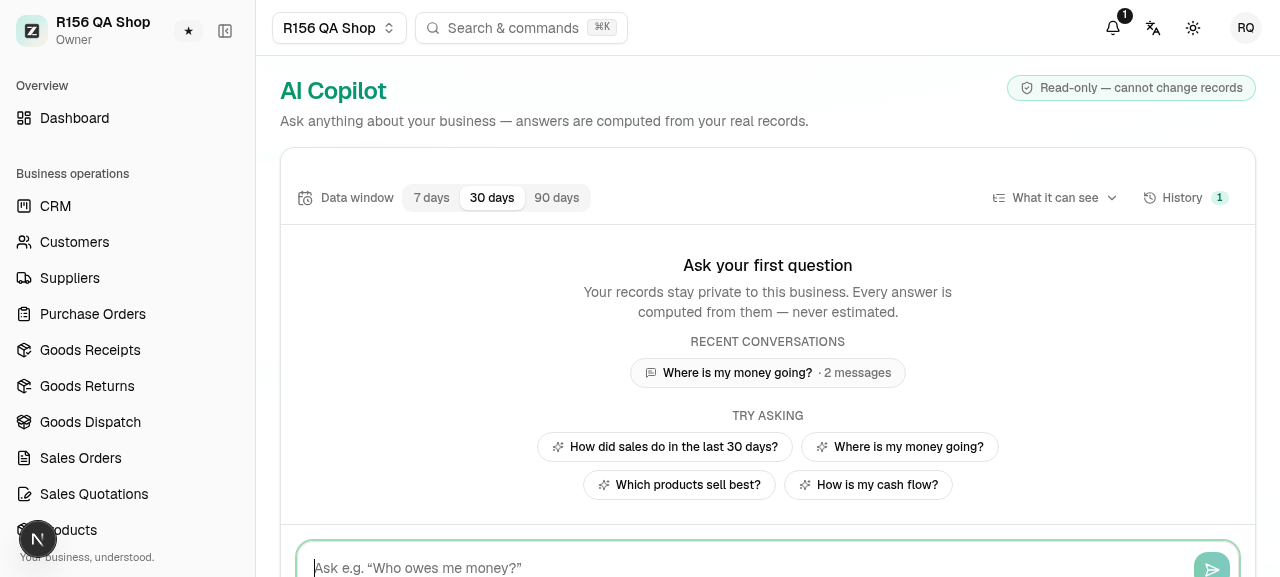 R156 QA Shop
Owner
Overview
Dashboard
Business operations
CRM
Customers
Suppliers
Purchase Orders
Goods Receipts
Goods Returns
Goods Dispatch
Sales Orders
Sales Quotations
oducts
N
Your business, understood.
R156 QA Shop
Search & commands
⌘K
1
RQ
AI Copilot
Read-only — cannot change records
Ask anything about your business — answers are computed from your real records.
Data window
7 days
30 days
90 days
What it can see
History
1
Ask your first question
Your records stay private to this business. Every answer is
computed from them — never estimated.
RECENT CONVERSATIONS
Where is my money going? · 2 messages
TRY ASKING
How did sales do in the last 30 days?
Where is my money going?
Which products sell best?
How is my cash flow?
Ask e.g. “Who owes me money?”